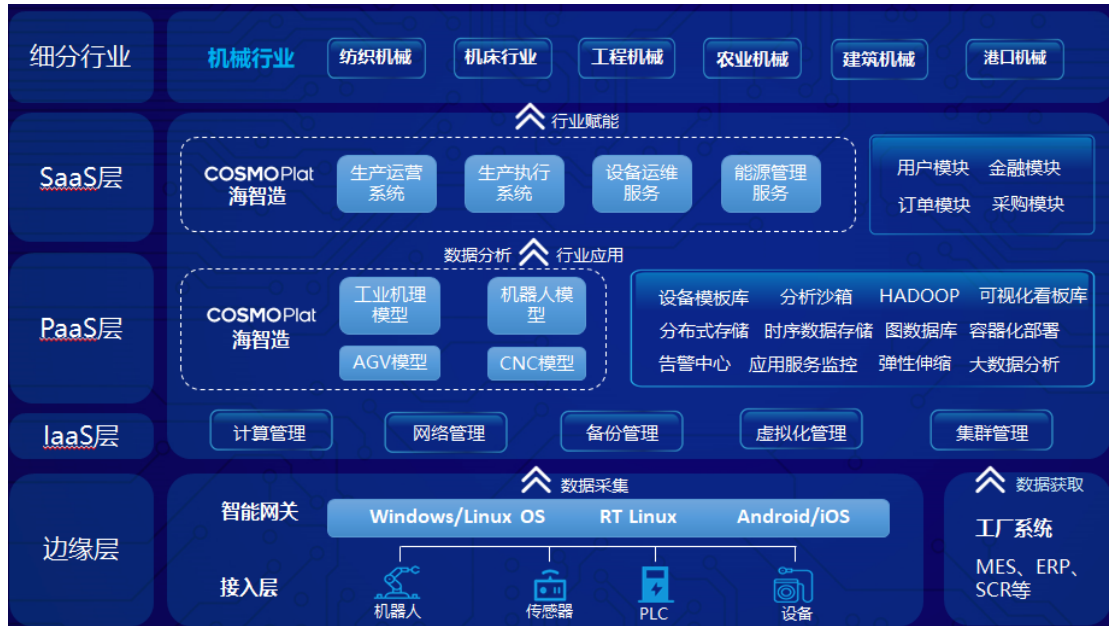 细分行业
机械行业 纺织机械 机床行业 工程机械 农业机械 建筑机械 港口机械
行业赋能
SaaS层
COSMOPlat
海智造
生产运营
系统
生产执行
系统
设备运维
服务
能源管理
服务
用户模块 金融模块
订单模块 采购模块
数据分析 行业应用
PaaS层
COSMOPlat
海智造
工业机理
模型
机器人模
型
AGV模型 CNC模型
设备模板库 分析沙箱 HADOOP 可视化看板库
分布式存储 时序数据存储 图数据库 容器化部署
告警中心 应用服务监控 弹性伸缩 大数据分析
IaaS层
计算管理 网络管理 备份管理 虚拟化管理 集群管理
数据采集 数据获取
边缘层
智能网关
Windows/Linux OS RT Linux Android/iOS
接入层
机器人 传感器 PLC 设备
工厂系统
MES、ERP、
SCR等